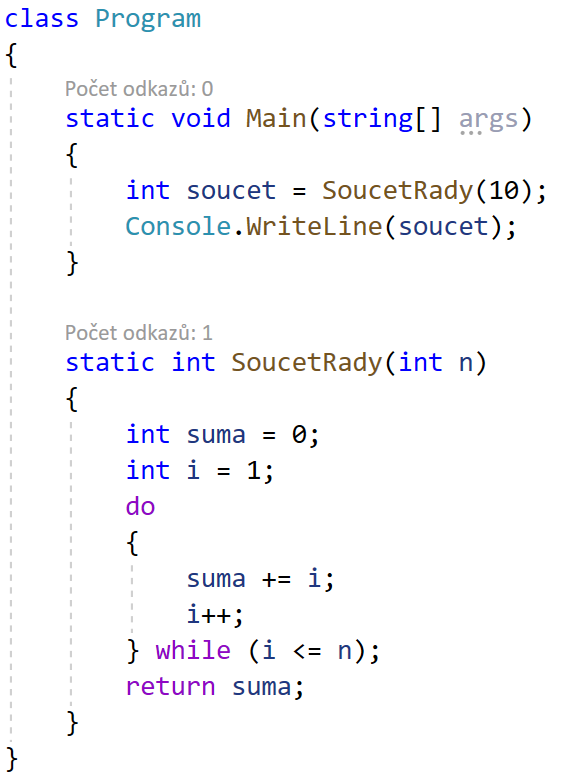 class Program
{
Počet odkazů: 0
static void Main(string[] args)
{
int soucet = SoucetRady(10);
Console.WriteLine(soucet);
}
Počet odkazů: 1
static int SoucetRady(int n)
{
int suma = 0;
int i = 1;
do
{
suma += i;
i++;
} while (i <= n);
return suma;
}
}